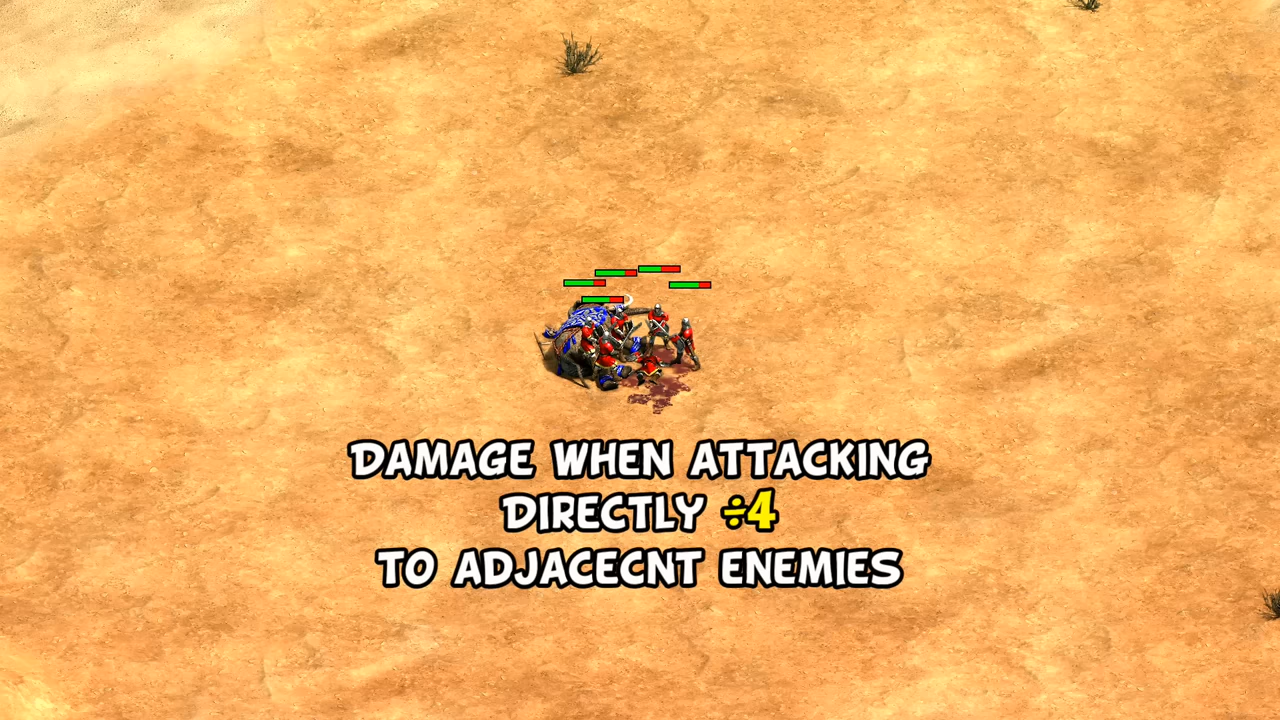 DAMAGE WHEN ATTACKING
DIRECTLY ÷4
TO ADJACECNT ENEMIES